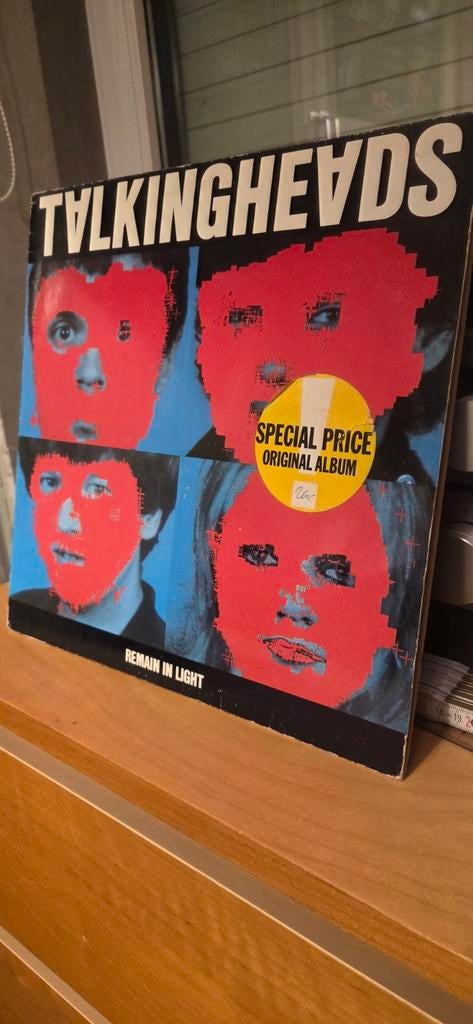 TALKINGHEADS
SPECIAL PRICE
ORIGINAL ALBUM
REMAIN IN LIGHT